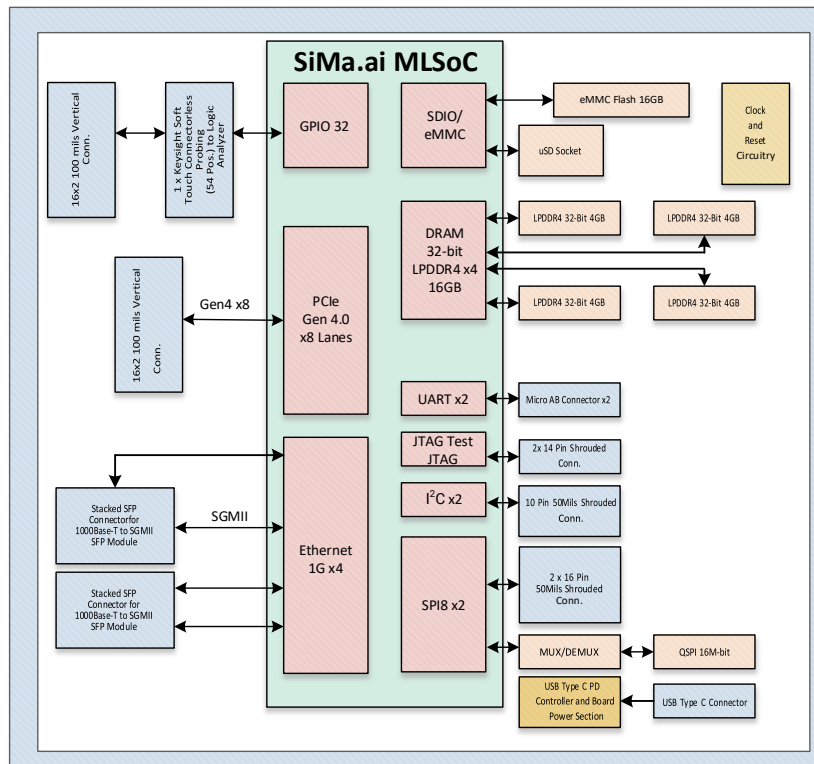 SiMa.ai MLSoC
16x2 100 mils Vertical
Conn.
1 x Keysight Soft
Touch Connectorless
Probing
(54 Pos.) to Logic
Analyzer
GPIO 32
SDIO/
eMMC
eMMC Flash 16GB
uSD Socket
Clock
and
Reset
Circuitry
DRAM
32-bit
LPDDR4 x4
16GB
LPDDR4 32-Bit 4GB
LPDDR4 32-Bit 4GB
LPDDR4 32-Bit 4GB
LPDDR4 32-Bit 4GB
16x2 100 mils Vertical
Conn.
Gen4 x8
PCIe
Gen 4.0
x8 Lanes
UART x2
Micro AB Connector x2
JTAG Test
JTAG
2x 14 Pin Shrouded
Conn.
I²C x2
10 Pin 50Mils Shrouded
Conn.
Stacked SFP
Connectorfor
1000Base-T to SGMII
SFP Module
SGMII
Stacked SFP
Connector for
1000Base-T to SGMII
SFP Module
Ethernet
1G x4
SPI8 x2
2 x 16 Pin
50Mils Shrouded
Conn.
MUX/DEMUX
QSPI 16M-bit
USB Type C PD
Controller and Board
Power Section
USB Type C Connector